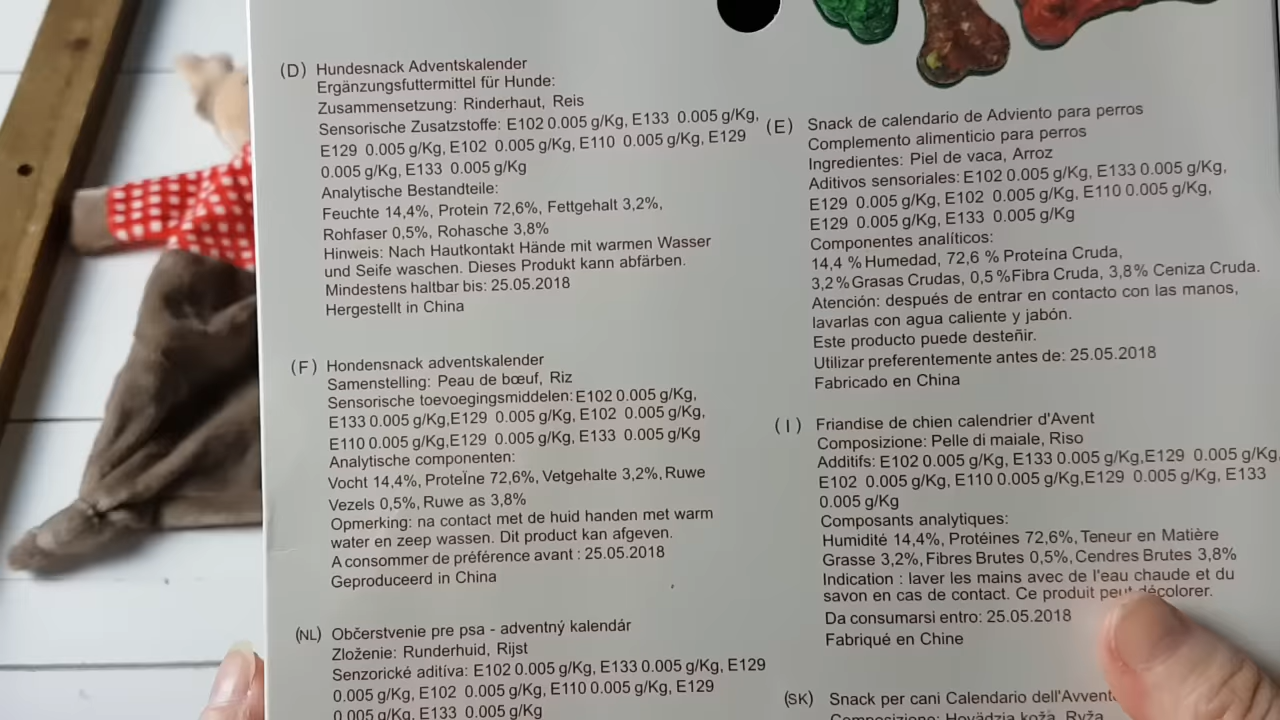 (D) Hundesnack Adventskalender
Ergänzungsfuttermittel für Hunde:
Zusammensetzung: Rinderhaut, Reis
Sensorische Zusatzstoffe: E102 0.005 g/Kg, E133 0.005 g/Kg,
E129 0.005 g/Kg, E102 0.005 g/Kg, E110 0.005 g/Kg, E129
0.005 g/Kg, E133 0.005 g/Kg
Analytische Bestandteile:
Feuchte 14,4%, Protein 72,6%, Fettgehalt 3,2%,
Rohfaser 0,5%, Rohasche 3,8%
Hinweis: Nach Hautkontakt Hände mit warmen Wasser
und Seife waschen. Dieses Produkt kann abfärben.
Mindestens haltbar bis: 25.05.2018
Hergestellt in China
(F) Hondensnack adventskalender
Samenstelling: Peau de bœuf, Riz
Sensorische toevoegingsmiddelen: E102 0.005 g/Kg,
E133 0.005 g/Kg,E129 0.005 g/Kg, E102 0.005 g/Kg,
E110 0.005 g/Kg,E129 0.005 g/Kg, E133 0.005 g/Kg
Analytische componenten:
Vocht 14,4%, ProteÏne 72,6%, Vetgehalte 3,2%, Ruwe
Vezels 0,5%, Ruwe as 3,8%
Opmerking: na contact met de huid handen met warm
water en zeep wassen. Dit product kan afgeven.
A consommer de préférence avant : 25.05.2018
Geproduceerd in China
(NL) Občerstvenie pre psa - adventný kalendár
Zloženie: Runderhuid, Rijst
Senzorické aditíva: E102 0.005 g/Kg, E133 0.005 g/Kg, E129
0.005 g/Kg, E102 0.005 g/Kg, E110 0.005 g/Kg, E129
0.005 g/Kg, E133 0.005 g/Kg
(E) Snack de calendario de Adviento para perros
Complemento alimenticio para perros
Ingredientes: Piel de vaca, Arroz
Aditivos sensoriales: E102 0.005 g/Kg, E133 0.005 g/Kg,
E129 0.005 g/Kg, E102 0.005 g/Kg, E110 0.005 g/Kg,
E129 0.005 g/Kg, E133 0.005 g/Kg
Componentes analíticos:
14,4 % Humedad, 72,6 % Proteína Cruda,
3,2 % Grasas Crudas, 0,5 % Fibra Cruda, 3,8 % Ceniza Cruda.
Atención: después de entrar en contacto con las manos,
lavarlas con agua caliente y jabón.
Este producto puede desteñir.
Utilizar preferentemente antes de: 25.05.2018
Fabricado en China
(I) Friandise de chien calendrier d'Avent
Composizione: Pelle di maiale, Riso
Additifs: E102 0.005 g/Kg, E133 0.005 g/Kg,E129 0.005 g/Kg,
E102 0.005 g/Kg, E110 0.005 g/Kg,E129 0.005 g/Kg, E133
0.005 g/Kg
Composants analytiques:
Humidité 14,4%, Protéines 72,6%, Teneur en Matière
Grasse 3,2%, Fibres Brutes 0,5%, Cendres Brutes 3,8%
Indication : laver les mains avec de l'eau chaude et du
savon en cas de contact. Ce produit peut décolorer.
Da consumarsi entro: 25.05.2018
Fabriqué en Chine
(SK) Snack per cani Calendario dell'Avvento
Composizione: Hovädzia koža, Ryža